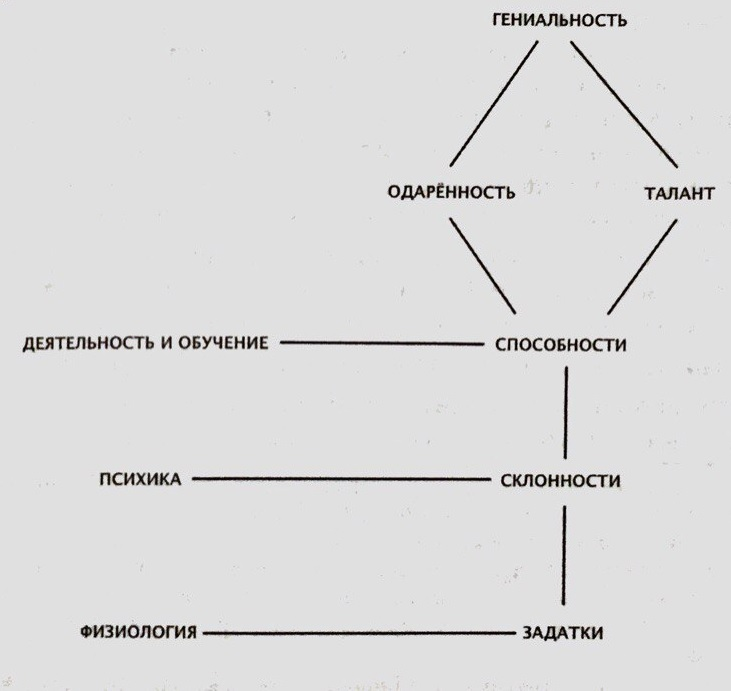 ГЕНИАЛЬНОСТЬ
ОДАРЁННОСТЬ ТАЛАНТ
ДЕЯТЕЛЬНОСТЬ И ОБУЧЕНИЕ СПОСОБНОСТИ
ПСИХИКА СКЛОННОСТИ
ФИЗИОЛОГИЯ ЗАДАТКИ